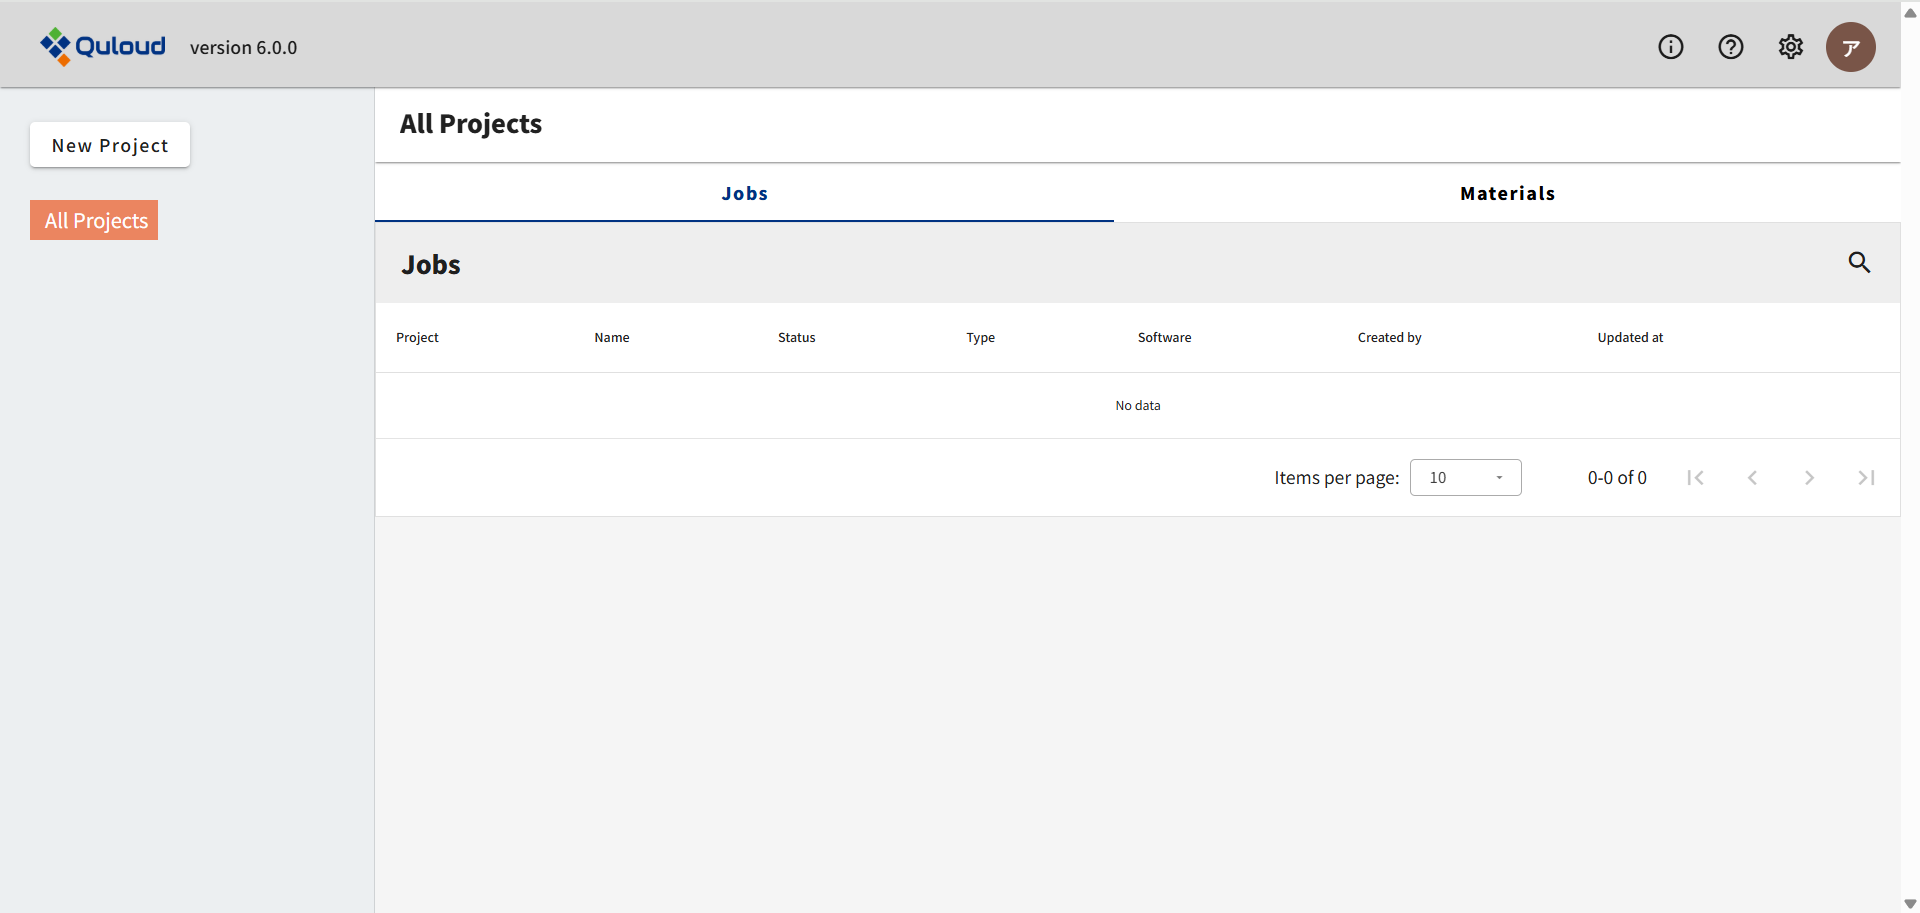 Quloud version 6.0.0 ア
New Project
All Projects
All Projects
Jobs Materials
Jobs
Project Name Status Type Software Created by Updated at
No data
Items per page: 10 0-0 of 0